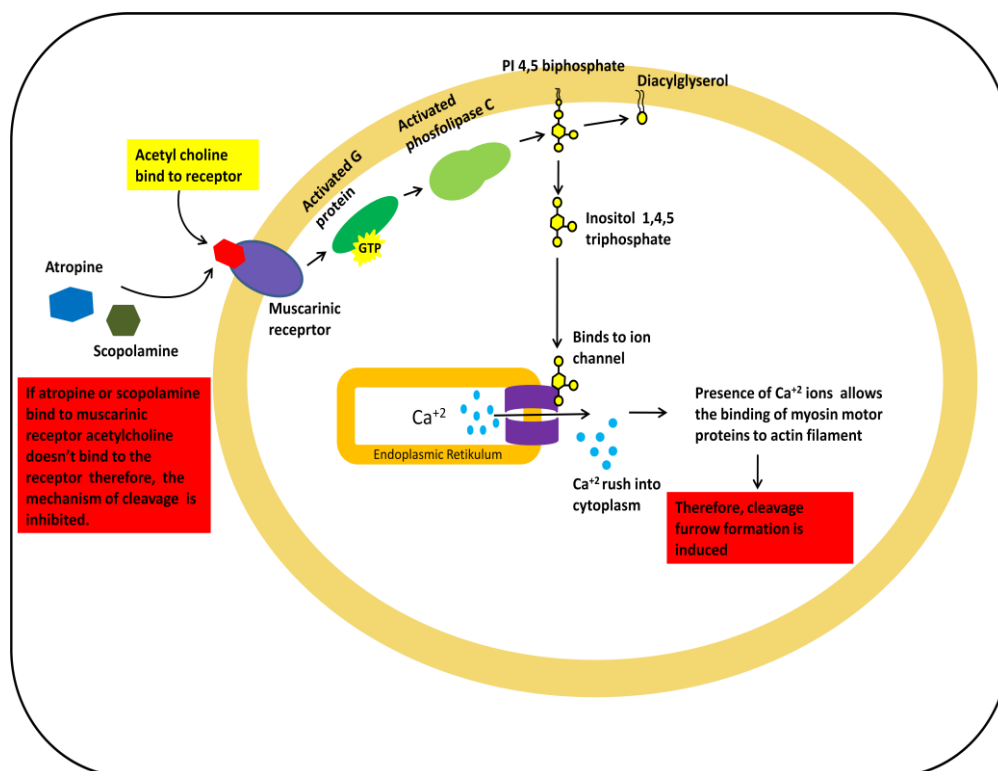 PI 4,5 biphosphate
Diacylglyserol
Activated
phosfolipase C
Acetyl choline
bind to receptor
Activated G
protein
GTP
Inositol 1,4,5
triphosphate
Atropine
Scopolamine
Muscarinic
receprtor
Binds to ion
channel
If atropine or scopolamine
bind to muscarinic
receptor acetylcholine
doesn't bind to the
receptor therefore, the
mechanism of cleavage is
inhibited.
Ca+2
Endoplasmic Retikulum
Ca+2 rush into
cytoplasm
Presence of Ca+2 ions allows
the binding of myosin motor
proteins to actin filament
Therefore, cleavage
furrow formation is
induced